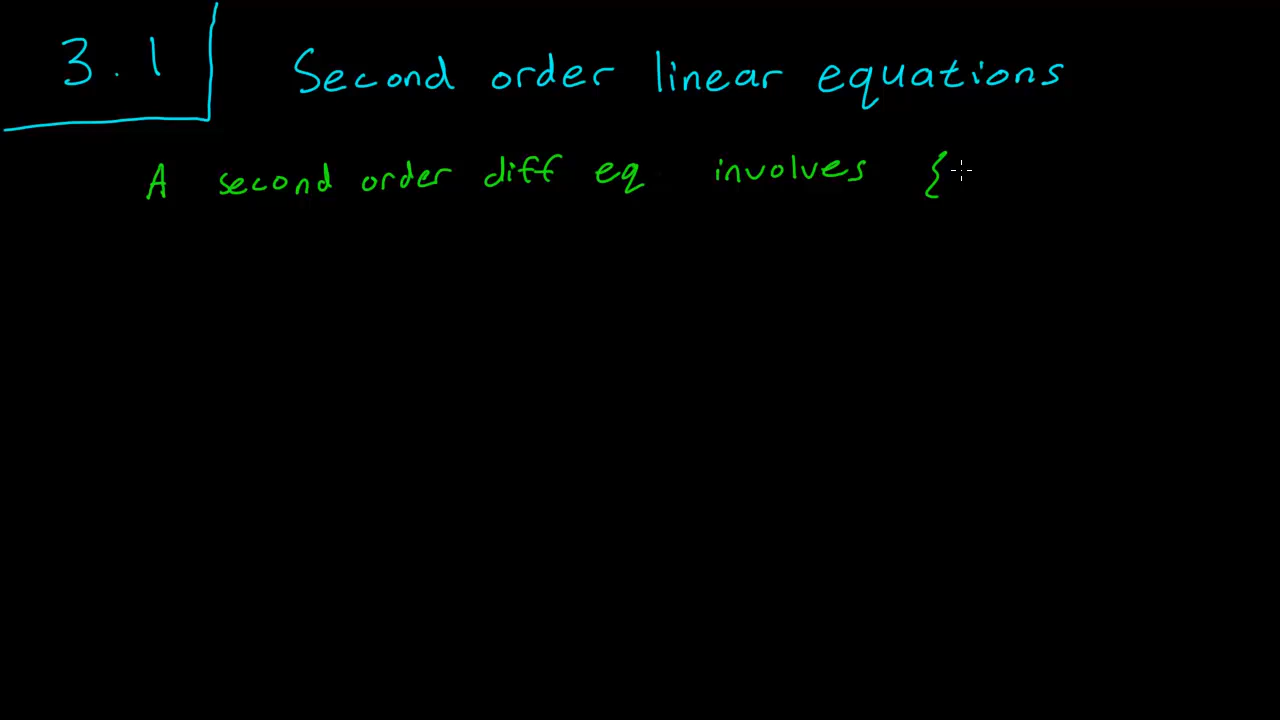 3.1
Second order linear equations
A second order diff eq involves {